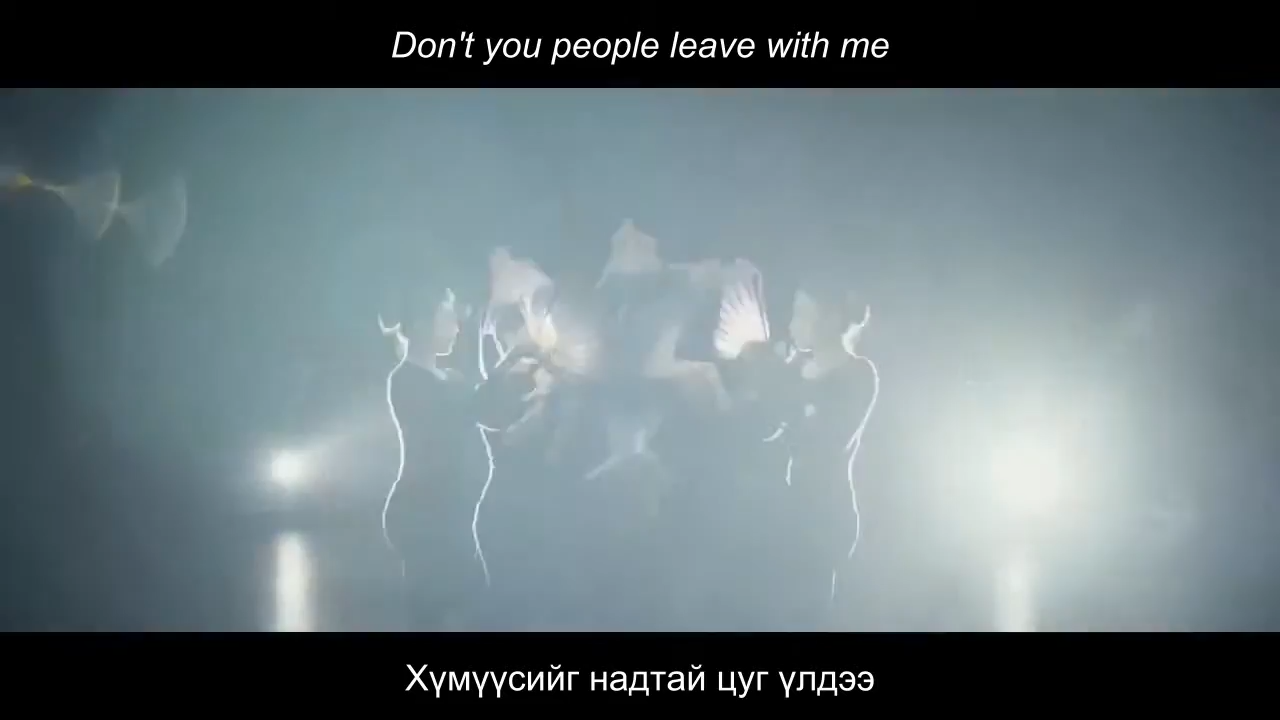 Don't you people leave with me
Хүмүүсийг надтай цуг үлдээ